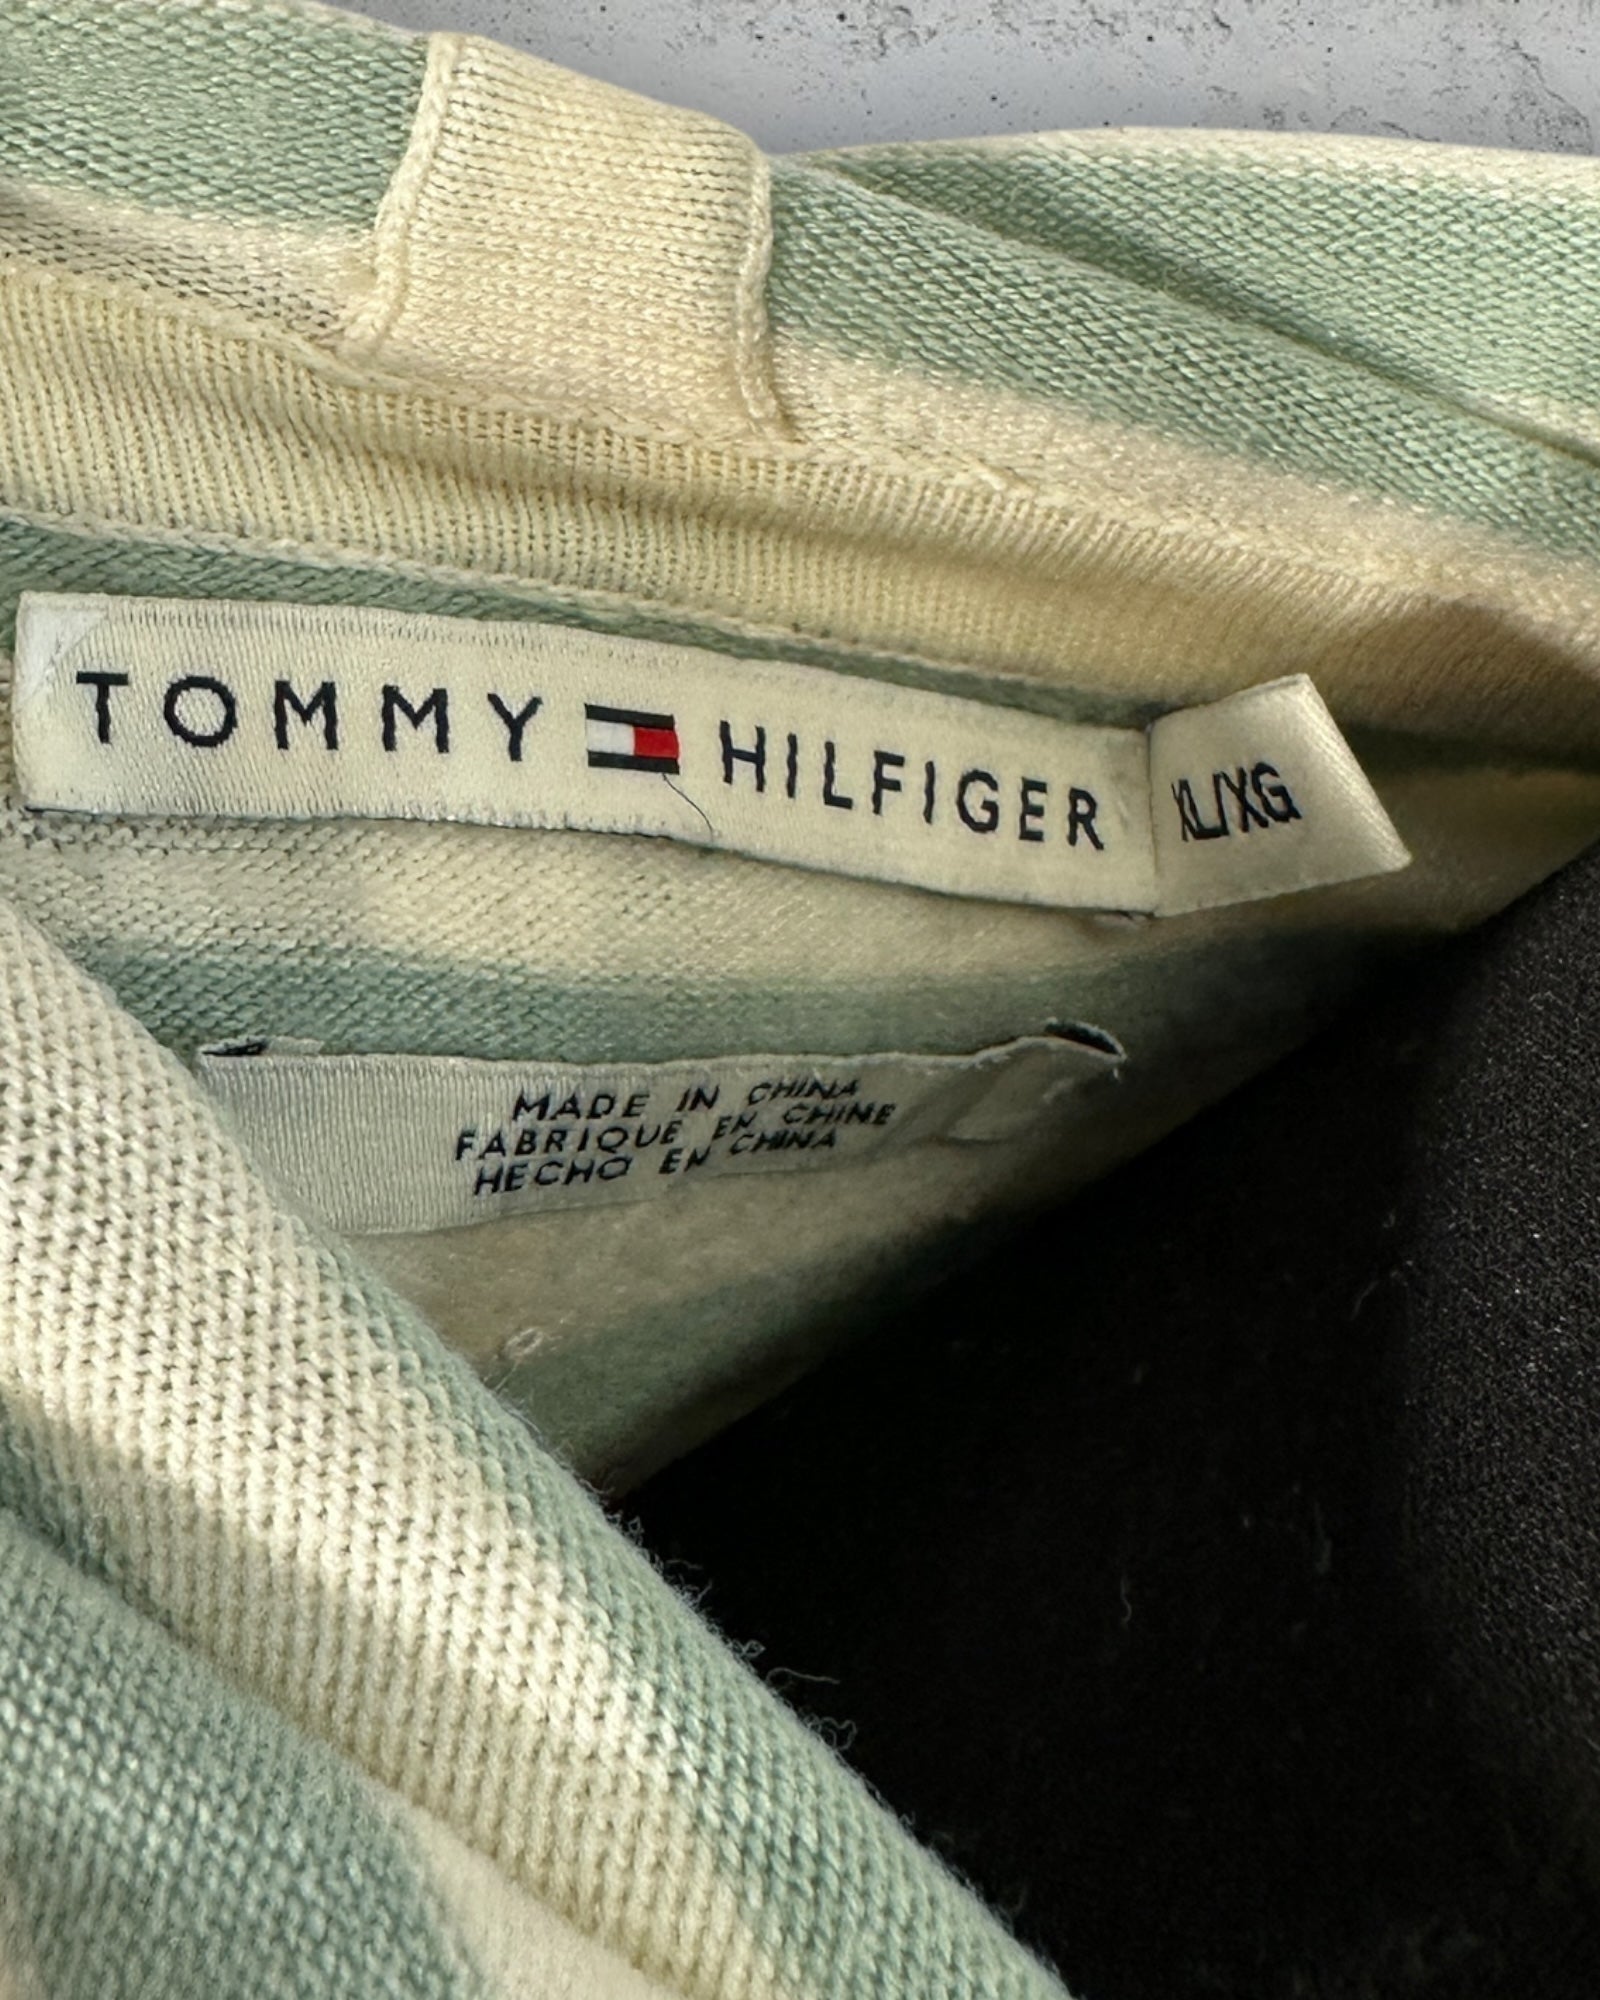 TOMMY HILFIGER
XL/XG
MADE IN CHINA
FABRIQUE EN CHINE
HECHO EN CHINA